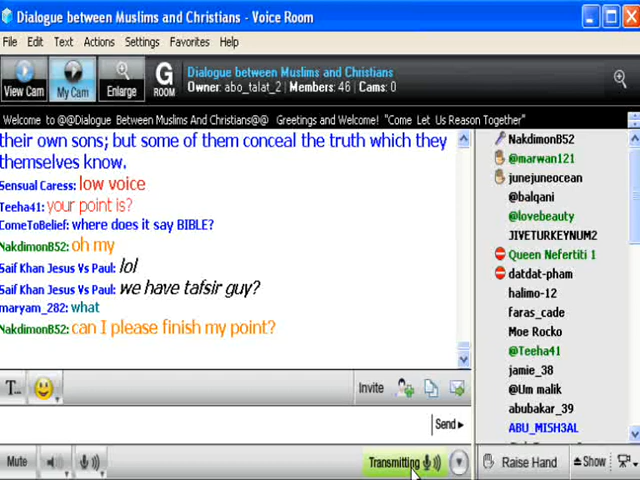 Dialogue between Muslims and Christians - Voice Room
File Edit Text Actions Settings Favorites Help
View Cam
My Cam
Enlarge
G
ROOM
Dialogue between Muslims and Christians
Owner: abo_talat_2 | Members: 46 | Cams: 0
Welcome to @@Dialogue Between Muslims And Christians@@ Greetings and Welcome! "Come Let Us Reason Together"
their own sons; but some of them conceal the truth which they
themselves know.
Sensual Caress: low voice
Teeha41: your point is?
ComeToBelief: where does it say BIBLE?
NakdimonB52: oh my
Saif Khan Jesus Vs Paul: lol
Saif Khan Jesus Vs Paul: we have tafsir guy?
maryam_282: what
NakdimonB52: can I please finish my point?
NakdimonB52
@marwan121
junejuneocean
@balqani
@lovebeauty
JIVETURKEYNUM2
Queen Nefertiti 1
datdat-pham
halimo-12
faras_cade
Moe Rocko
@Teeha41
jamie_38
@Um malik
abubakar_39
ABU_MISH3AL
T...
Invite
Send
Mute
Transmitting
Raise Hand
Show